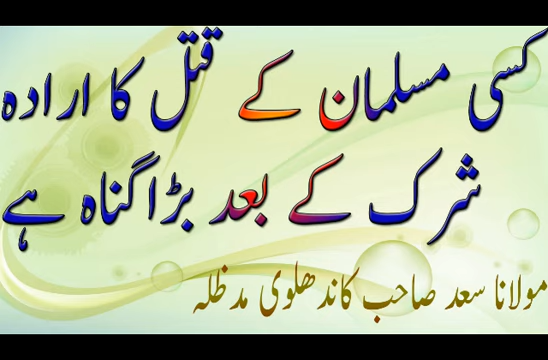 کسی مسلمان کے قتل کا ارادہ
شرک کے بعد بڑا گناہ ہے
مولانا سعد صاحب کاندھلوی مدظلہ